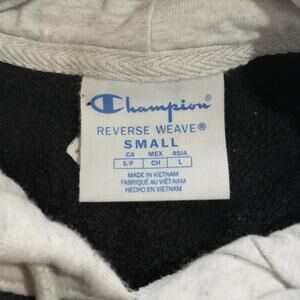 Champion®
REVERSE WEAVE®
SMALL
CA MEX ASIA
S/P CH L
MADE IN VIETNAM
FABRIQUÉ AU VIÊT-NAM
HECHO EN VIETNAM